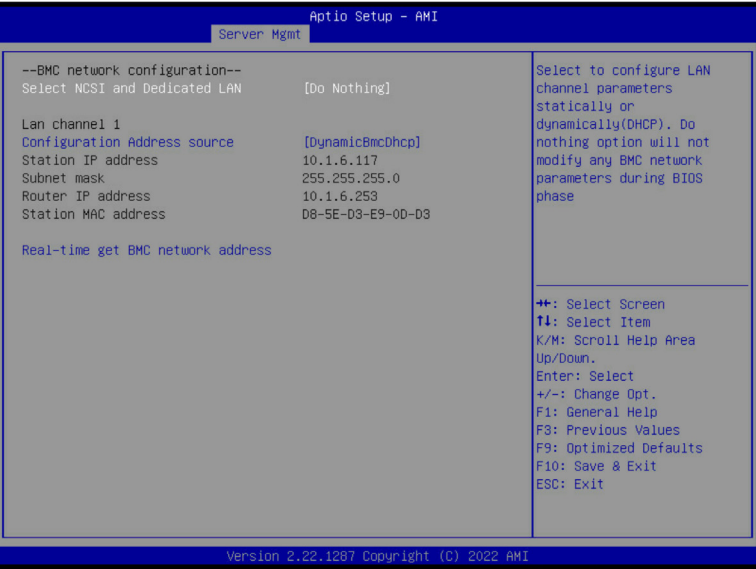 Aptio Setup – AMI
Server Mgmt
--BMC network configuration--
Select NCSI and Dedicated LAN [Do Nothing]
Lan channel 1
Configuration Address source [DynamicBmcDhcp]
Station IP address 10.1.6.117
Subnet mask 255.255.255.0
Router IP address 10.1.6.253
Station MAC address D8-5E-D3-E9-0D-D3
Real-time get BMC network address
Select to configure LAN
channel parameters
statically or
dynamically(DHCP). Do
nothing option will not
modify any BMC network
parameters during BIOS
phase
→←: Select Screen
↑↓: Select Item
K/M: Scroll Help Area
Up/Down.
Enter: Select
+/-: Change Opt.
F1: General Help
F3: Previous Values
F9: Optimized Defaults
F10: Save & Exit
ESC: Exit
Version 2.22.1287 Copyright (C) 2022 AMI